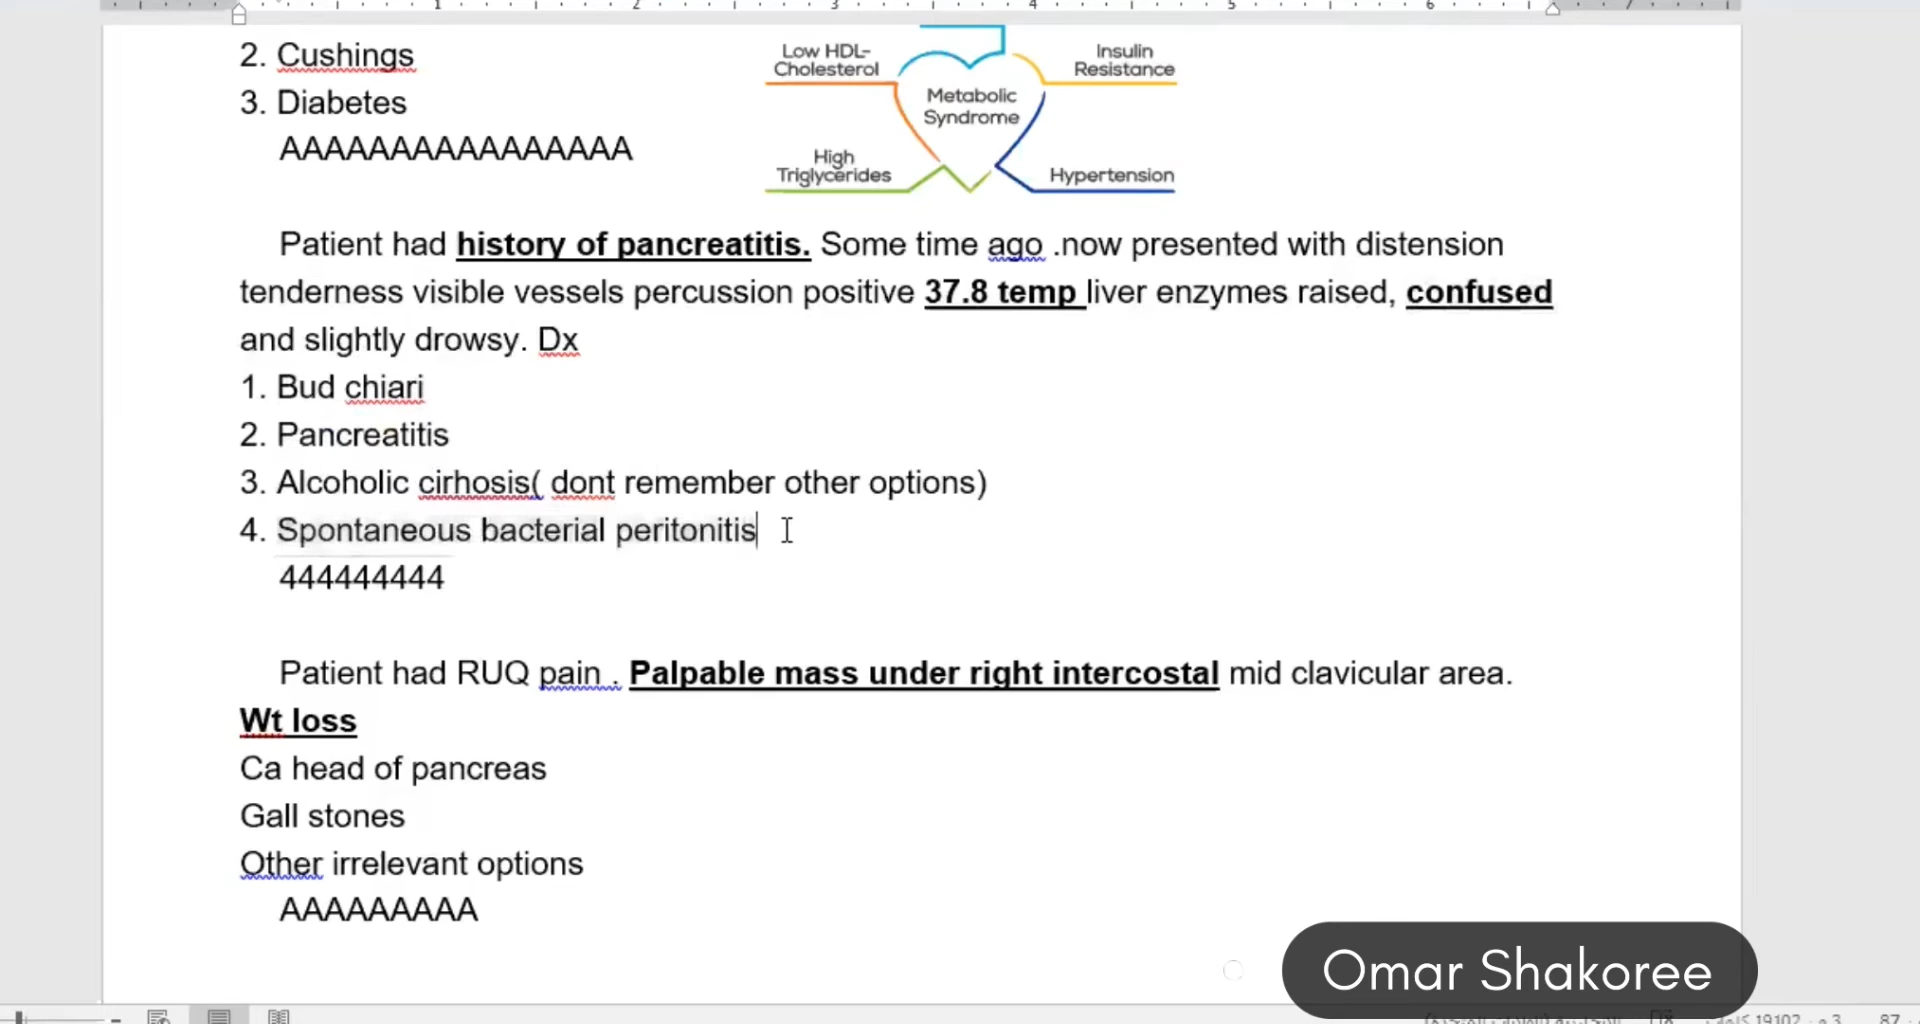 2. Cushings
3. Diabetes
AAAAAAAAAAAAAAAA
Low HDL-
Cholesterol
Insulin
Resistance
Metabolic
Syndrome
High
Triglycerides
Hypertension
Patient had history of pancreatitis. Some time ago .now presented with distension
tenderness visible vessels percussion positive 37.8 temp liver enzymes raised, confused
and slightly drowsy. Dx
1. Bud chiari
2. Pancreatitis
3. Alcoholic cirhosis( dont remember other options)
4. Spontaneous bacterial peritonitis
444444444
Patient had RUQ pain . Palpable mass under right intercostal mid clavicular area.
Wt loss
Ca head of pancreas
Gall stones
Other irrelevant options
AAAAAAAAA
Omar Shakoree